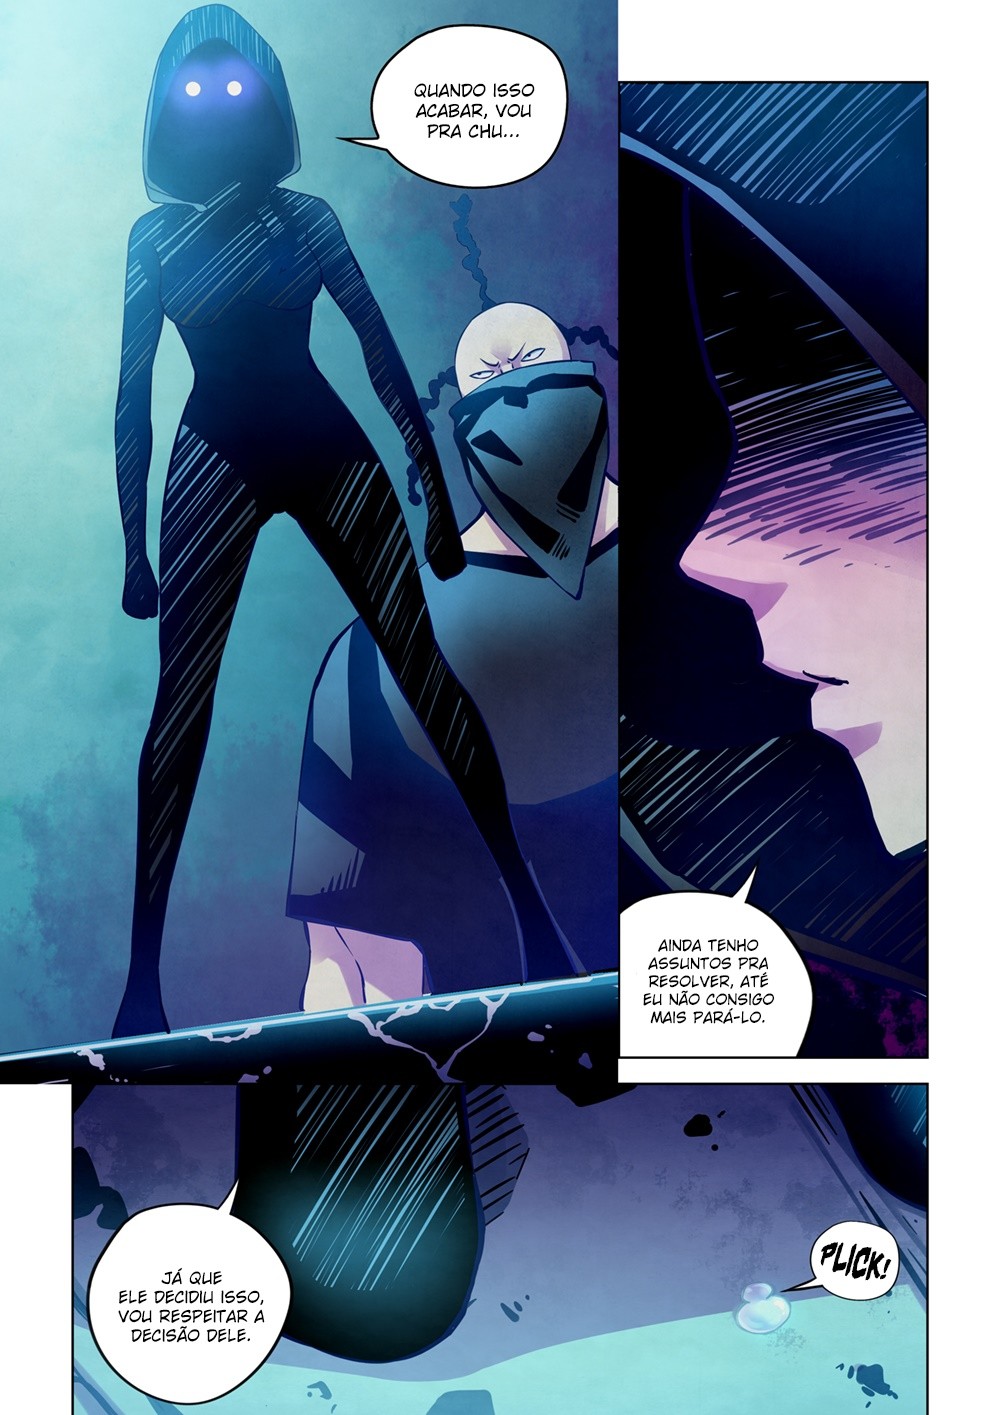 QUANDO ISSO
ACABAR, VOU
PRA CHU...
AINDA TENHO
ASSUNTOS PRA
RESOLVER, ATÉ
EU NÃO CONSIGO
MAIS PARÁ-LO.
JÁ QUE
ELE DECIDIU ISSO,
VOU RESPEITAR A
DECISÃO DELE.
PLICK!